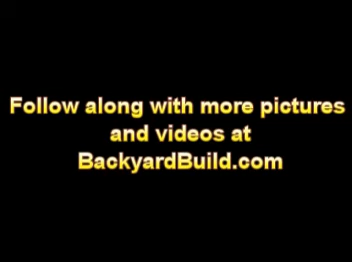 Follow along with more pictures
and videos at
BackyardBuild.com